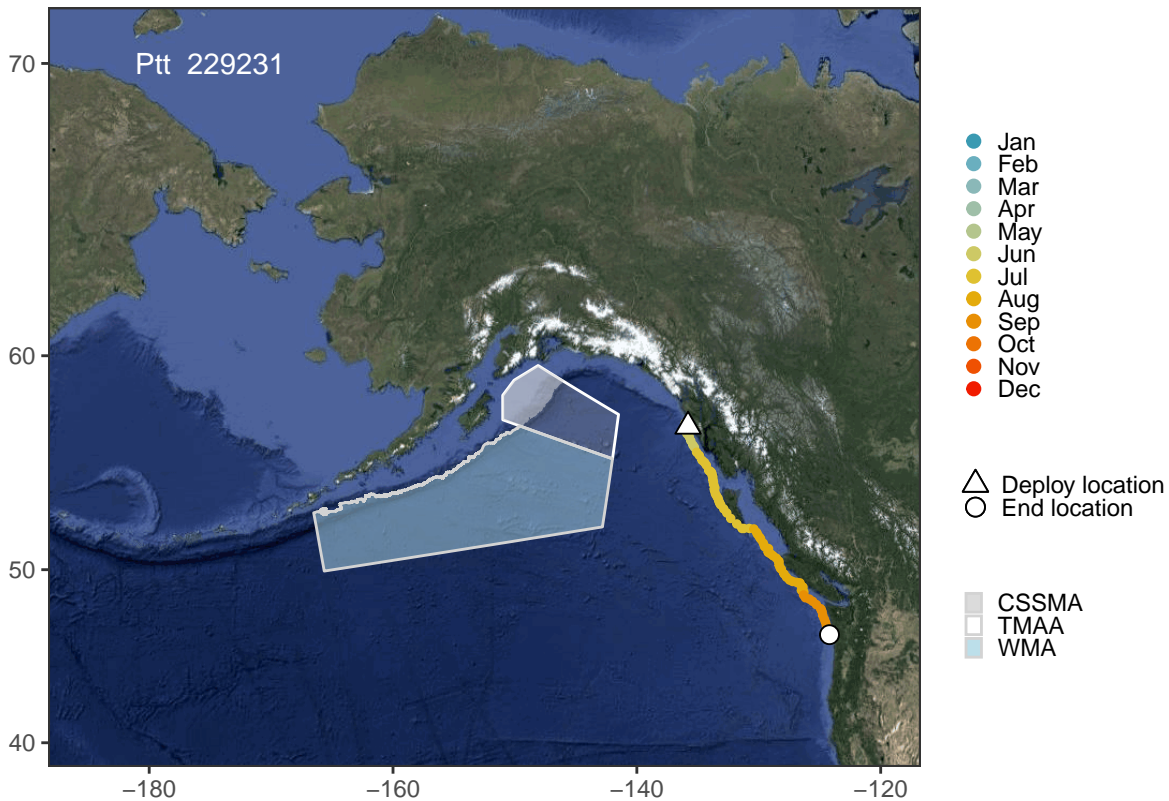 Ptt 229231
70
60
50
40
−180
−160
−140
−120
Jan
Feb
Mar
Apr
May
Jun
Jul
Aug
Sep
Oct
Nov
Dec
Deploy location
End location
CSSMA
TMAA
WMA